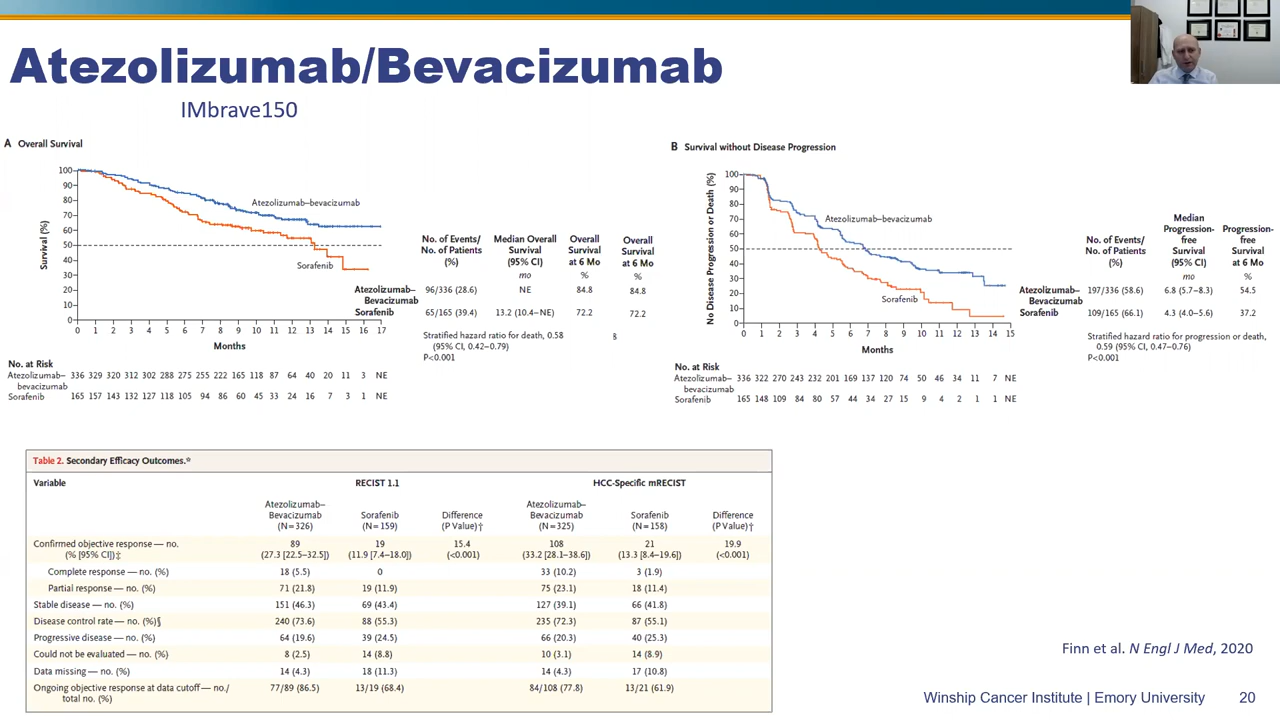 Atezolizumab/Bevacizumab
IMbrave150
A Overall Survival
Survival (%)
100
90
80
70
60
50
40
30
20
10
0
Atezolizumab–bevacizumab
Sorafenib
0 1 2 3 4 5 6 7 8 9 10 11 12 13 14 15 16 17
Months
No. of Events/ No. of Patients (%)
Median Overall Survival (95% CI)
Overall Survival at 6 Mo
Overall Survival at 6 Mo
mo % %
Atezolizumab– Bevacizumab 96/336 (28.6) NE 84.8 84.8
Sorafenib 65/165 (39.4) 13.2 (10.4–NE) 72.2 72.2
Stratified hazard ratio for death, 0.58
(95% CI, 0.42–0.79)
P<0.001
8
No. at Risk
Atezolizumab– bevacizumab 336 329 320 312 302 288 275 255 222 165 118 87 64 40 20 11 3 NE
Sorafenib 165 157 143 132 127 118 105 94 86 60 45 33 24 16 7 3 1 NE
B Survival without Disease Progression
No Disease Progression or Death (%)
100
90
80
70
60
50
40
30
20
10
0
Atezolizumab–bevacizumab
Sorafenib
0 1 2 3 4 5 6 7 8 9 10 11 12 13 14 15
Months
No. of Events/ No. of Patients (%)
Median Progression-free Survival (95% CI)
Progression-free Survival at 6 Mo
mo %
Atezolizumab– Bevacizumab 197/336 (58.6) 6.8 (5.7–8.3) 54.5
Sorafenib 109/165 (66.1) 4.3 (4.0–5.6) 37.2
Stratified hazard ratio for progression or death,
0.59 (95% CI, 0.47–0.76)
P<0.001
No. at Risk
Atezolizumab– bevacizumab 336 322 270 243 232 201 169 137 120 74 50 46 34 11 7 NE
Sorafenib 165 148 109 84 80 57 44 34 27 15 9 4 2 1 1 NE
Table 2. Secondary Efficacy Outcomes.*
Variable RECIST 1.1 HCC-Specific mRECIST
Atezolizumab– Bevacizumab (N=326)
Sorafenib (N=159)
Difference (P Value)†
Atezolizumab– Bevacizumab (N=325)
Sorafenib (N=158)
Difference (P Value)†
Confirmed objective response — no. 89 19 15.4 108 21 19.9
(% [95% CI])‡ (27.3 [22.5–32.5]) (11.9 [7.4–18.0]) (<0.001) (33.2 [28.1–38.6]) (13.3 [8.4–19.6]) (<0.001)
Complete response — no. (%) 18 (5.5) 0 33 (10.2) 3 (1.9)
Partial response — no. (%) 71 (21.8) 19 (11.9) 75 (23.1) 18 (11.4)
Stable disease — no. (%) 151 (46.3) 69 (43.4) 127 (39.1) 66 (41.8)
Disease control rate — no. (%)§ 240 (73.6) 88 (55.3) 235 (72.3) 87 (55.1)
Progressive disease — no. (%) 64 (19.6) 39 (24.5) 66 (20.3) 40 (25.3)
Could not be evaluated — no. (%) 8 (2.5) 14 (8.8) 10 (3.1) 14 (8.9)
Data missing — no. (%) 14 (4.3) 18 (11.3) 14 (4.3) 17 (10.8)
Ongoing objective response at data cutoff — no./ 77/89 (86.5) 13/19 (68.4) 84/108 (77.8) 13/21 (61.9)
total no. (%)
Finn et al. N Engl J Med, 2020
Winship Cancer Institute | Emory University 20